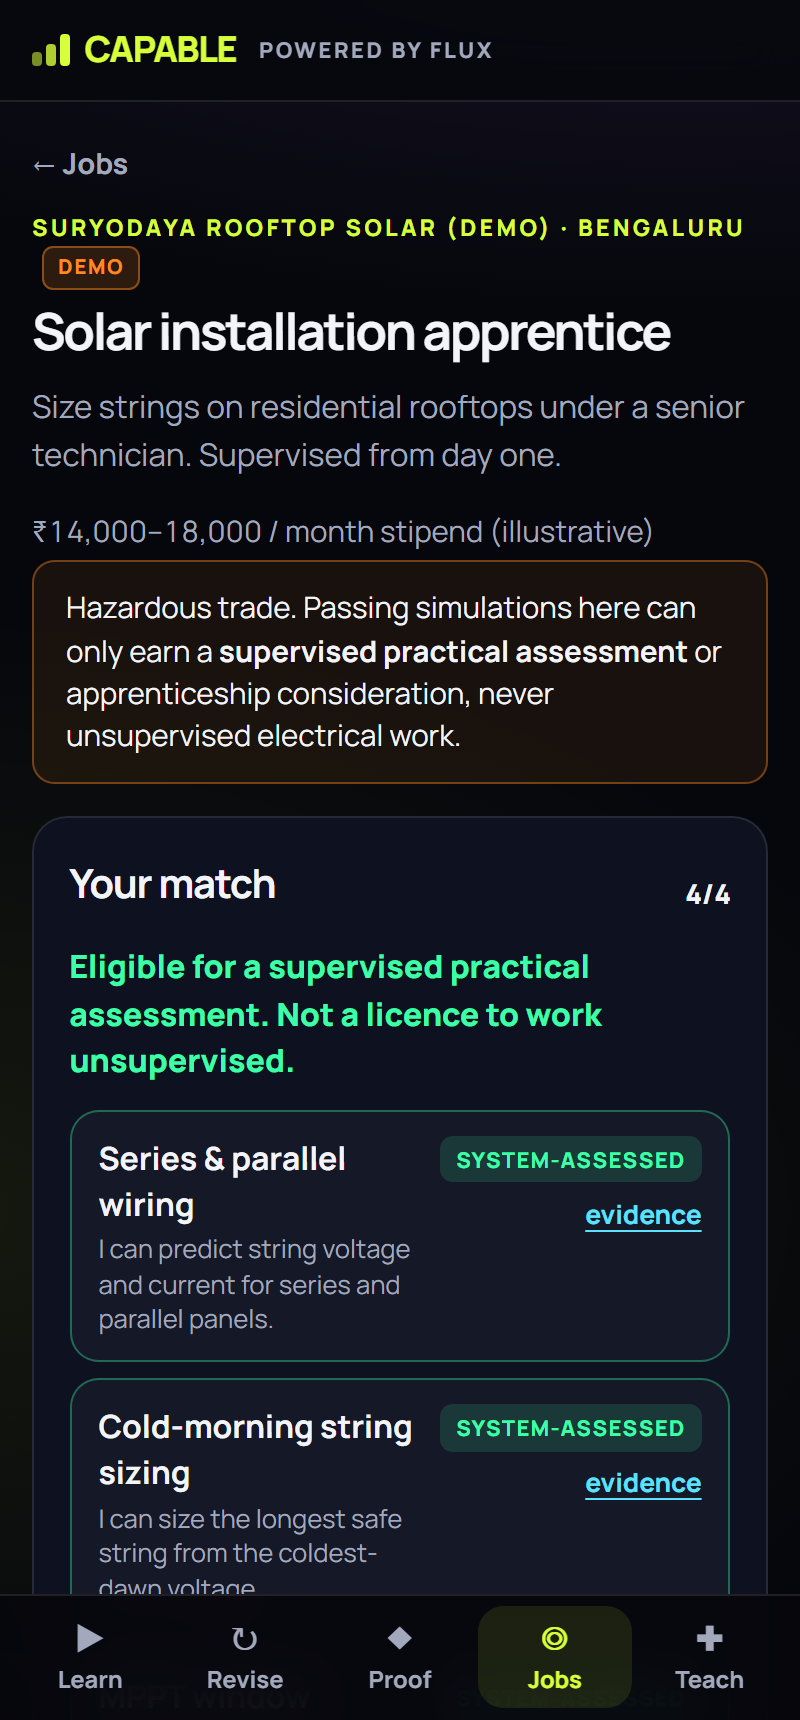 CAPABLE POWERED BY FLUX
← Jobs
SURYODAYA ROOFTOP SOLAR (DEMO) · BENGALURU
DEMO
Solar installation apprentice
Size strings on residential rooftops under a senior
technician. Supervised from day one.
₹14,000–18,000 / month stipend (illustrative)
Hazardous trade. Passing simulations here can
only earn a supervised practical assessment or
apprenticeship consideration, never
unsupervised electrical work.
Your match
4/4
Eligible for a supervised practical
assessment. Not a licence to work
unsupervised.
Series & parallel
wiring
SYSTEM-ASSESSED
evidence
I can predict string voltage
and current for series and
parallel panels.
Cold-morning string
sizing
SYSTEM-ASSESSED
evidence
I can size the longest safe
string from the coldest-
dawn voltage
MPPT window
Learn
Revise
Proof
Jobs
Teach